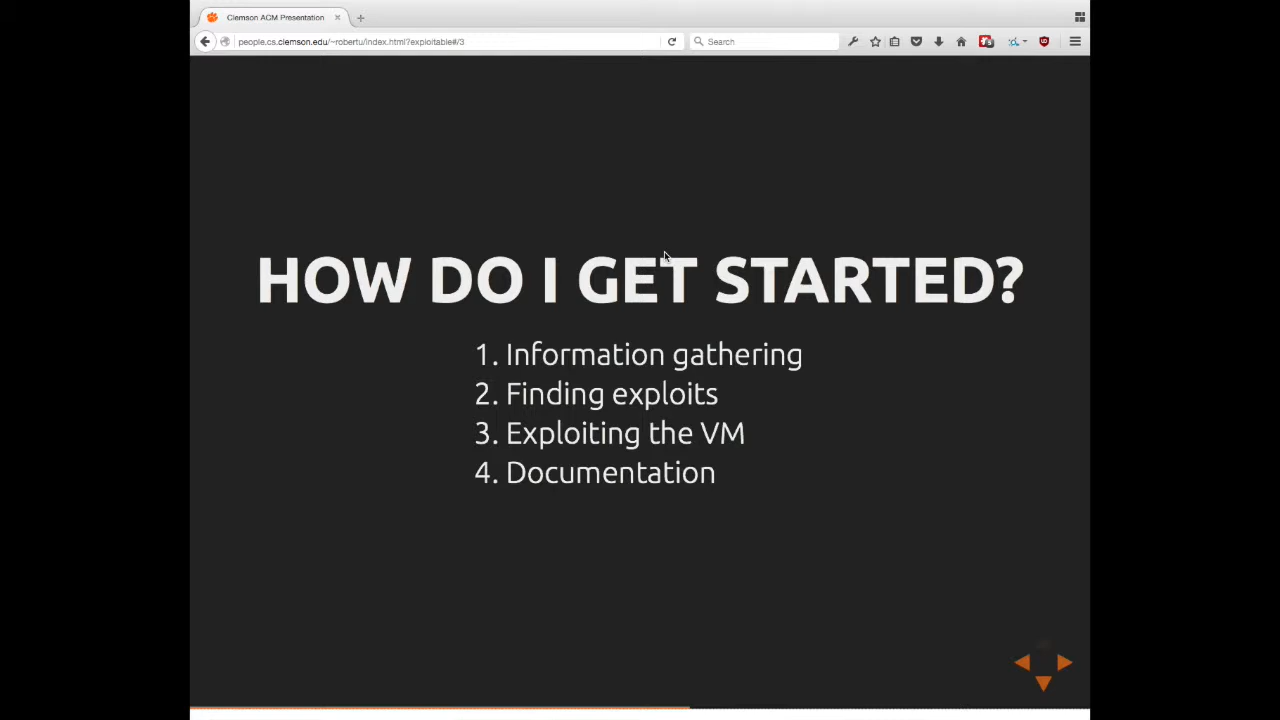 Clemson ACM Presentation
people.cs.clemson.edu/~robertu/index.html?exploitable#/3
Search
HOW DO I GET STARTED?
1. Information gathering
2. Finding exploits
3. Exploiting the VM
4. Documentation